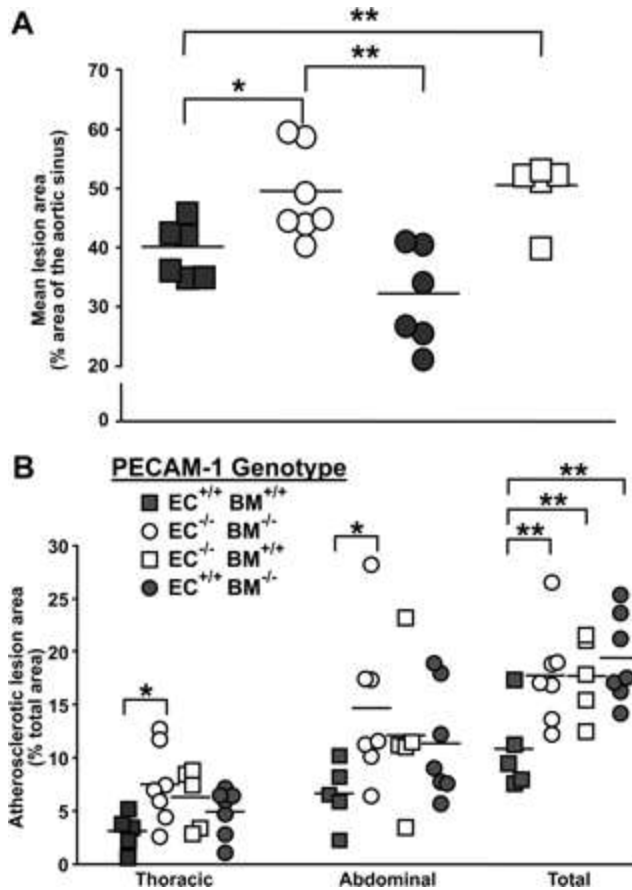 A
**
*
**
70
60
50
40
30
20
0
Mean lesion area
(% area of the aortic sinus)
B
PECAM-1 Genotype
EC+/+ BM+/+
EC-/- BM-/-
EC-/- BM+/+
EC+/+ BM-/-
*
*
**
**
**
30
25
20
15
10
5
0
Atherosclerotic lesion area
(% total area)
Thoracic
Abdominal
Total